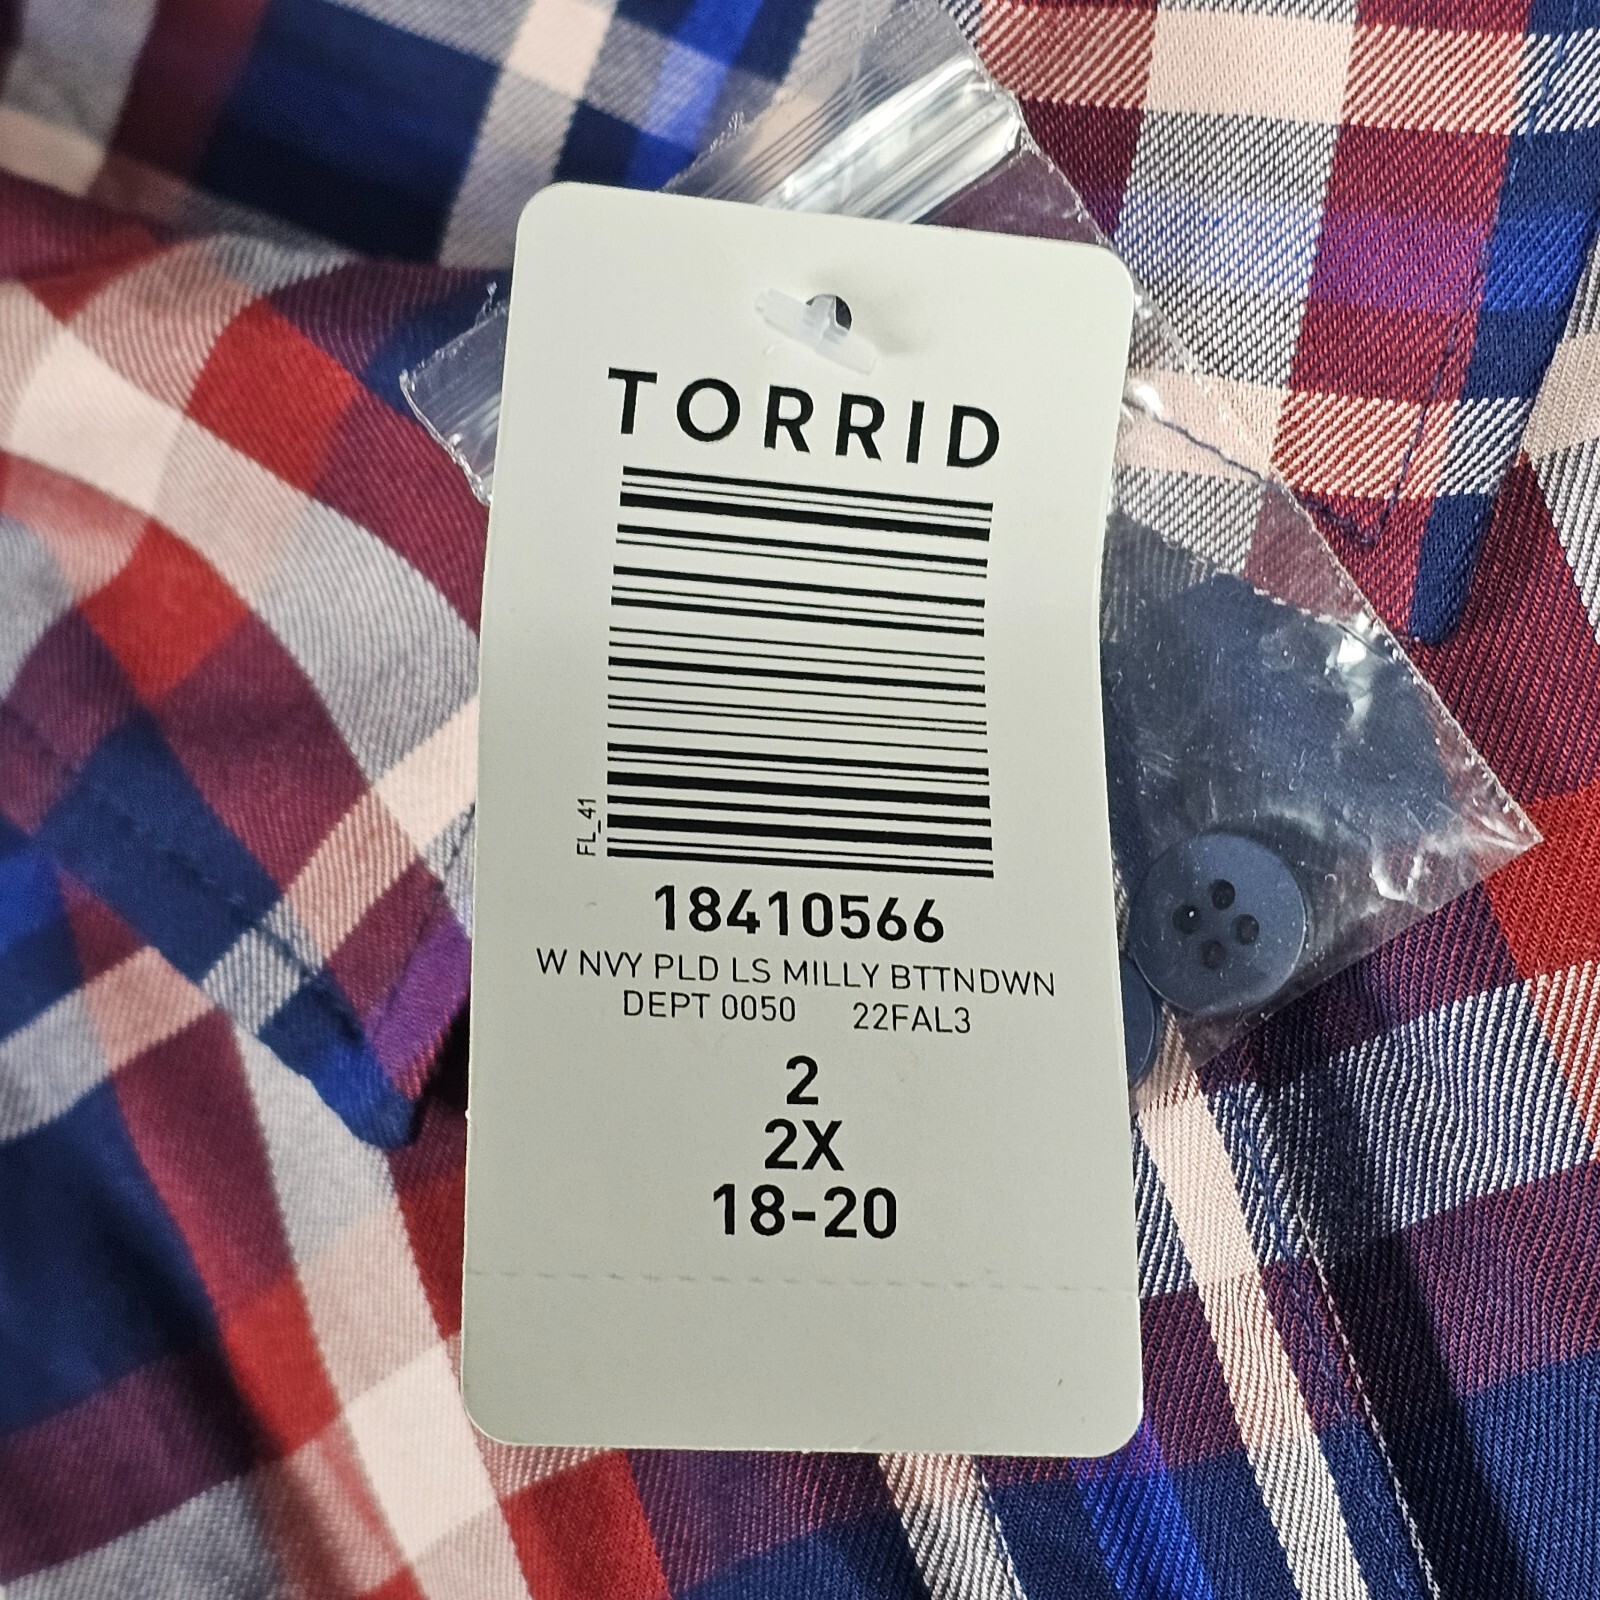 TORRID
FL_41
18410566
W NVY PLD LS MILLY BTTNDWN
DEPT 0050 22FAL3
2
2X
18-20